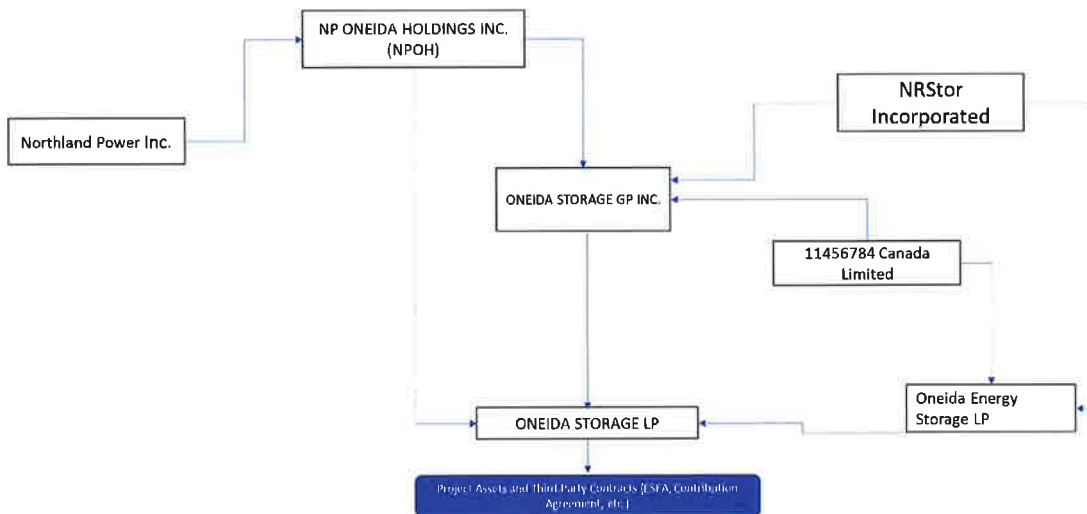 NP ONEIDA HOLDINGS INC.
(NPOH)
NRStor
Incorporated
Northland Power Inc.
ONEIDA STORAGE GP INC.
11456784 Canada
Limited
Oneida Energy
Storage LP
ONEIDA STORAGE LP
Project Assets and Third Party Contracts (ESFA, Contribution
Agreement, etc.)